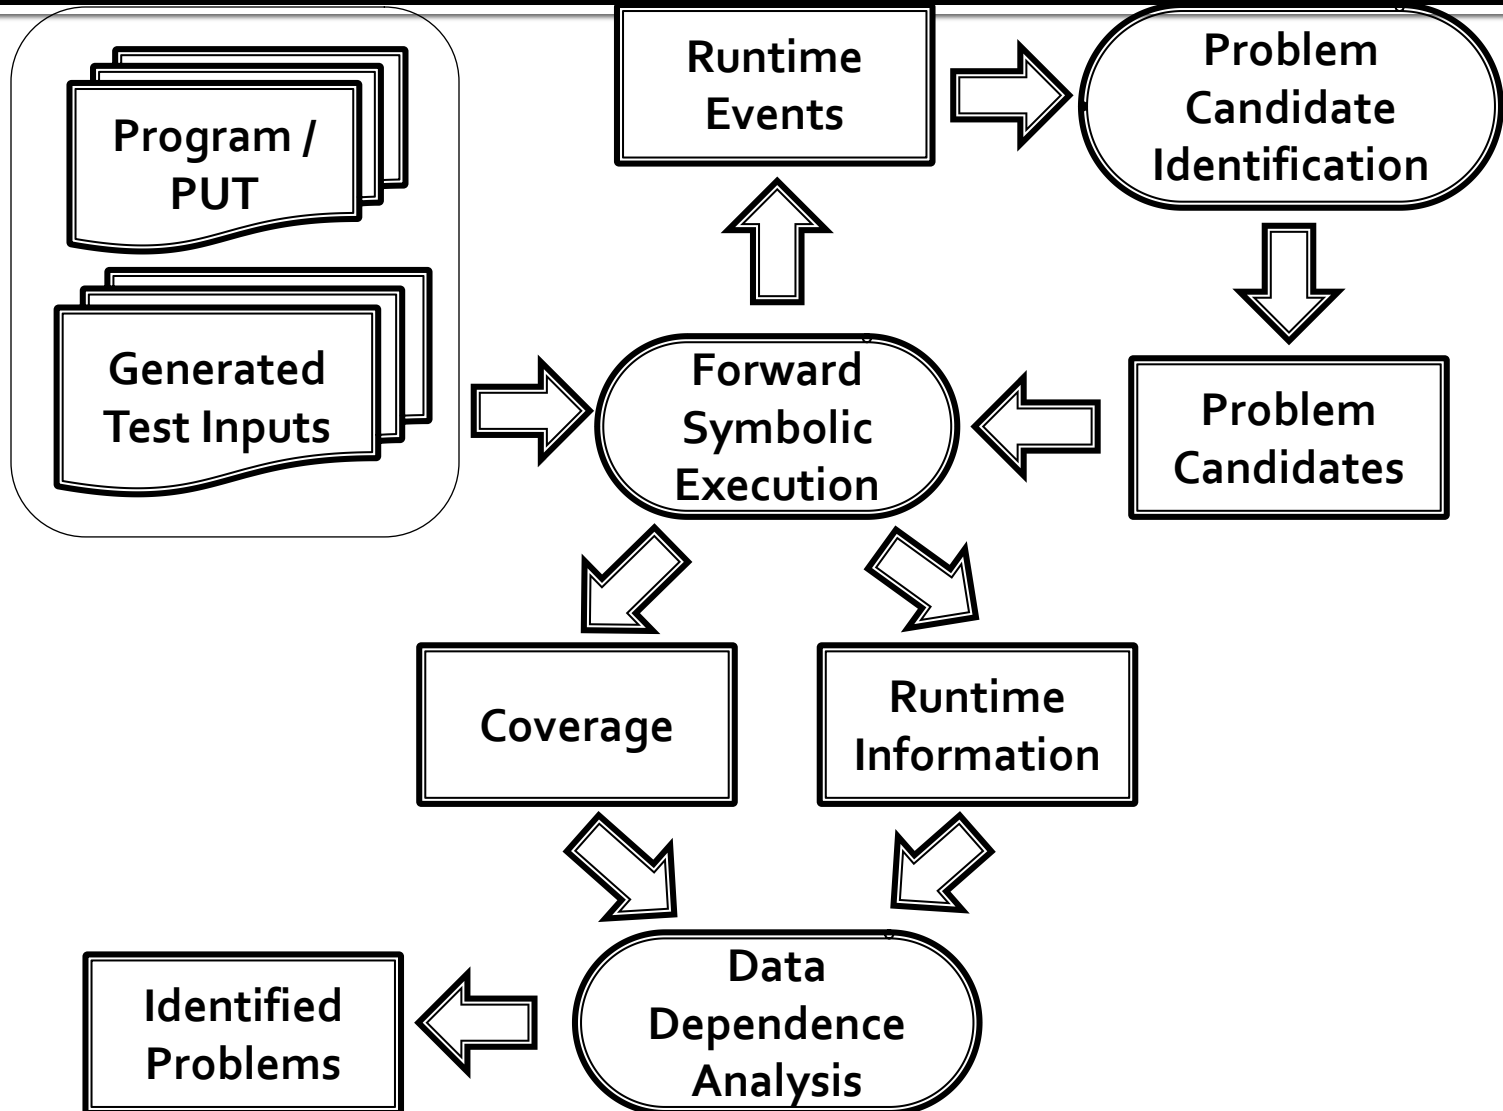 Program /
PUT
Generated
Test Inputs
Runtime
Events
Problem
Candidate
Identification
Forward
Symbolic
Execution
Problem
Candidates
Coverage
Runtime
Information
Identified
Problems
Data
Dependence
Analysis